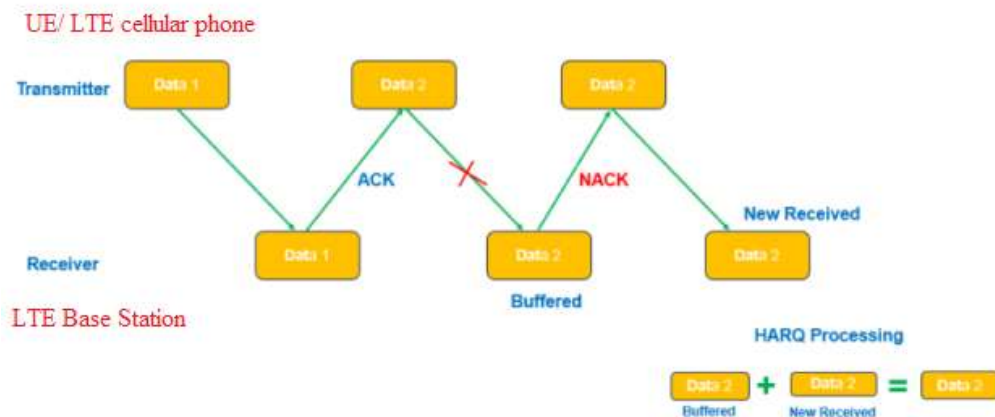 UE/ LTE cellular phone
Transmitter
Data 1
Data 2
Data 2
ACK
NACK
New Received
Receiver
Data 1
Data 2
Data 2
Buffered
LTE Base Station
HARQ Processing
Data 2 + Data 2 = Data 2
Buffered
New Received